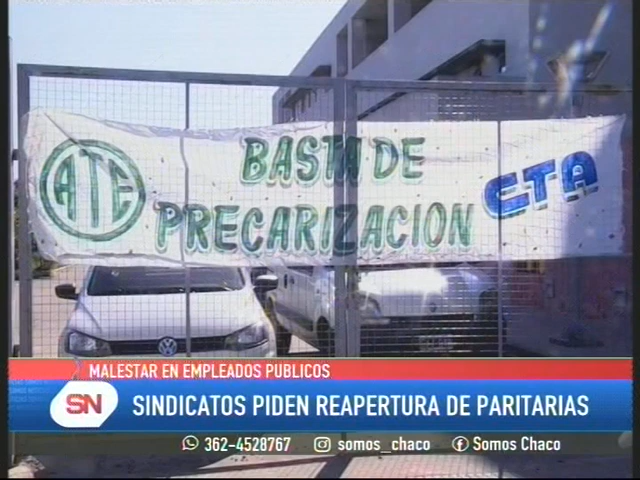 ATE
BASTA DE
PRECARIZACION
CTA
MALESTAR EN EMPLEADOS PUBLICOS
SN
SINDICATOS PIDEN REAPERTURA DE PARITARIAS
362-4528767
somos_chaco
Somos Chaco